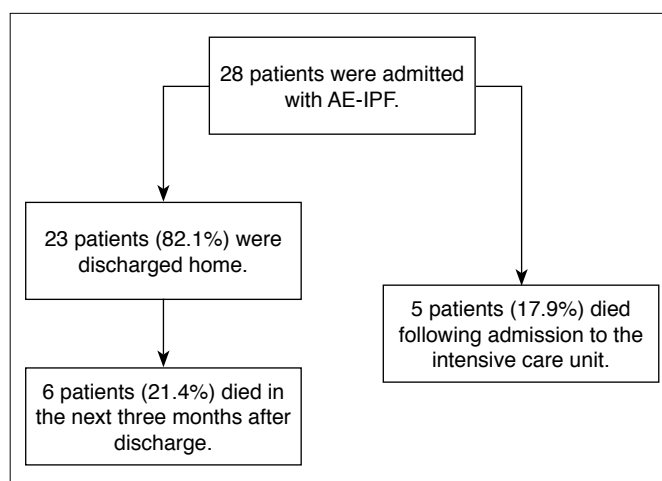 28 patients were admitted
with AE-IPF.
23 patients (82.1%) were
discharged home.
5 patients (17.9%) died
following admission to the
intensive care unit.
6 patients (21.4%) died in
the next three months after
discharge.